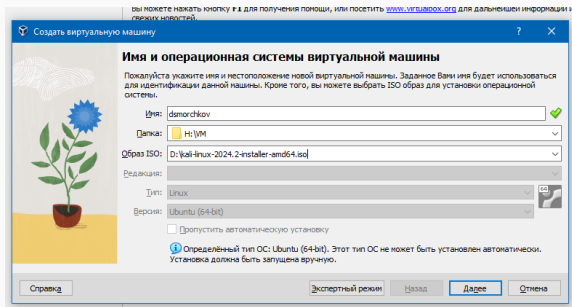 Вы можете нажать кнопку F1 для получения помощи, или посетить www.virtualbox.org для дальнейшей информации и
свежих новостей.
Создать виртуальную машину
Имя и операционная системы виртуальной машины
Пожалуйста укажите имя и местоположение новой виртуальной машины. Заданное Вами имя будет использоваться
для идентификации данной машины. Кроме того, вы можете выбрать ISO образ для установки операционной
системы.
Имя: dsmorchkov
Папка: H:\VM
Образ ISO: D:\kali-linux-2024.2-installer-amd64.iso
Редакция:
Тип: Linux
64
Версия: Ubuntu (64-bit)
Пропустить автоматическую установку
Определённый тип ОС: Ubuntu (64-bit). Этот тип ОС не может быть установлен автоматически.
Установка должна быть запущена вручную.
Справка Экспертный режим Назад Далее Отмена